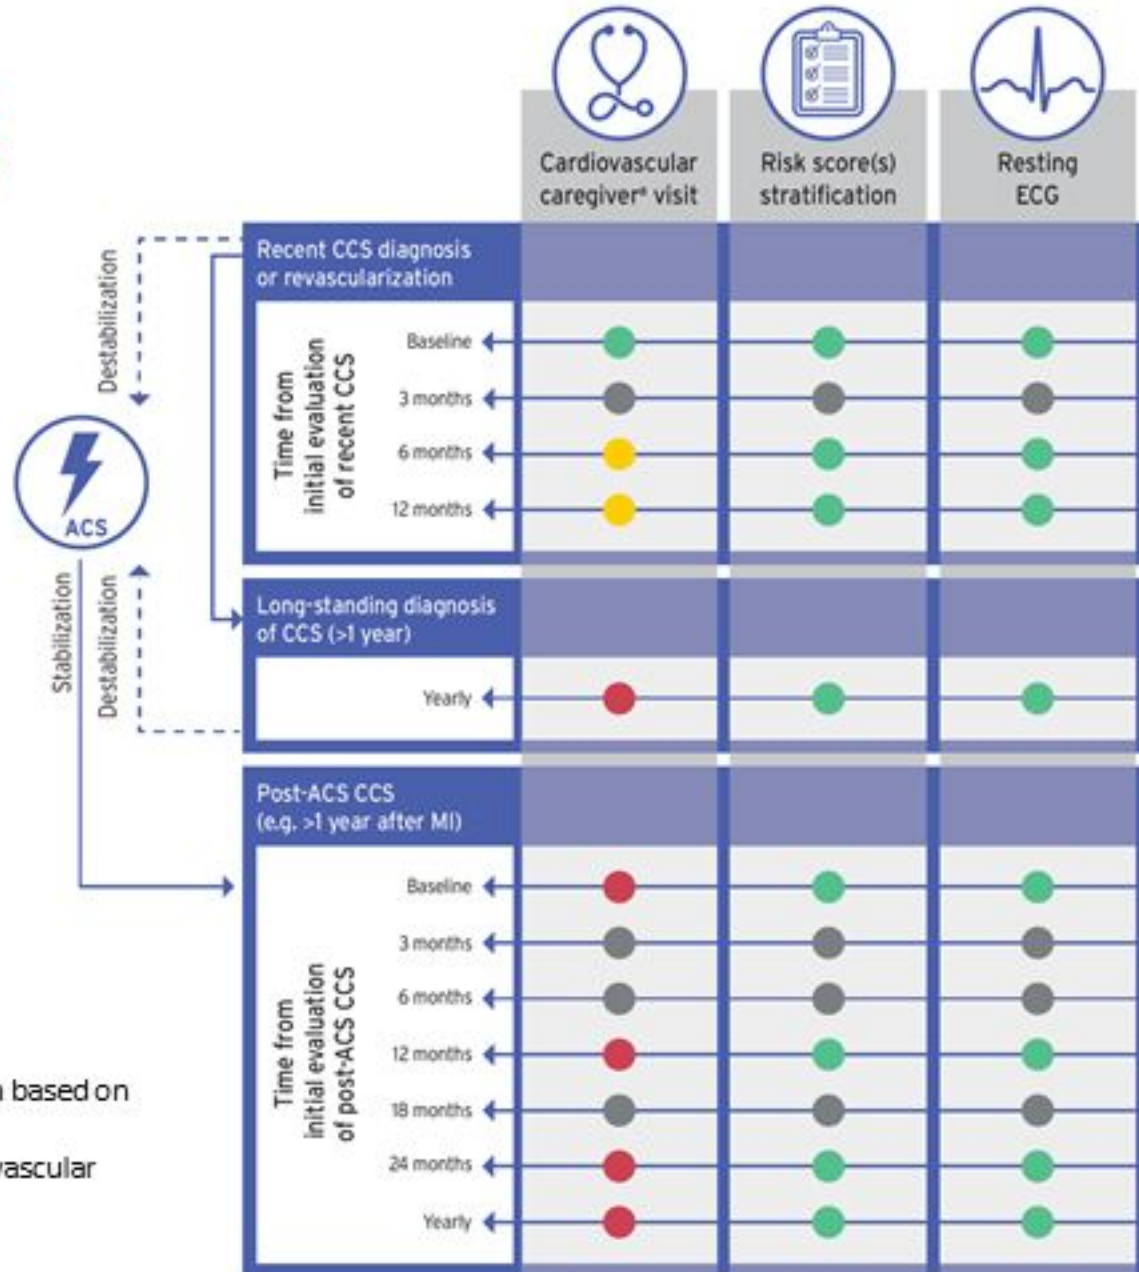 Cardiovascular
caregiverª visit
Risk score(s)
stratification
Resting
ECG
Recent CCS diagnosis
or revascularization
Destabilization
Time from
initial evaluation
of recent CCS
Baseline
3 months
6 months
12 months
ACS
Long-standing diagnosis
of CCS (>1 year)
Stabilization
Destabilization
Yearly
Post-ACS CCS
(e.g. >1 year after MI)
Time from
initial evaluation
of post-ACS CCS
Baseline
3 months
6 months
12 months
18 months
24 months
Yearly
based on
vascular